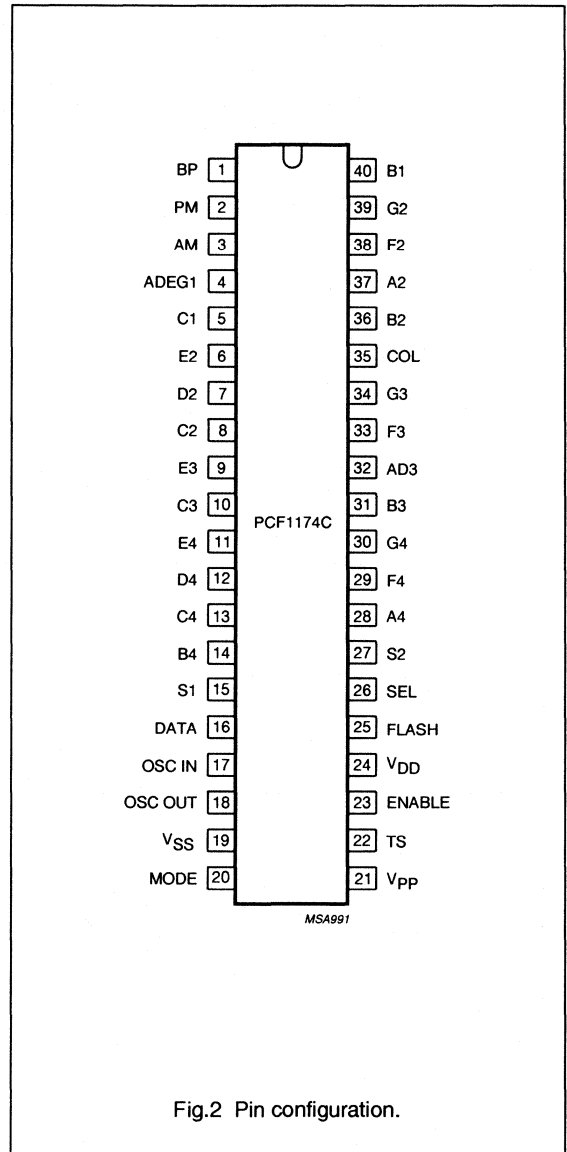 BP 1 40 B1
PM 2 39 G2
AM 3 38 F2
ADEG1 4 37 A2
C1 5 36 B2
E2 6 35 COL
D2 7 34 G3
C2 8 33 F3
E3 9 32 AD3
C3 10 31 B3
PCF1174C
E4 11 30 G4
D4 12 29 F4
C4 13 28 A4
B4 14 27 S2
S1 15 26 SEL
DATA 16 25 FLASH
OSC IN 17 24 VDD
OSC OUT 18 23 ENABLE
VSS 19 22 TS
MODE 20 21 VPP
MSA991
Fig.2 Pin configuration.